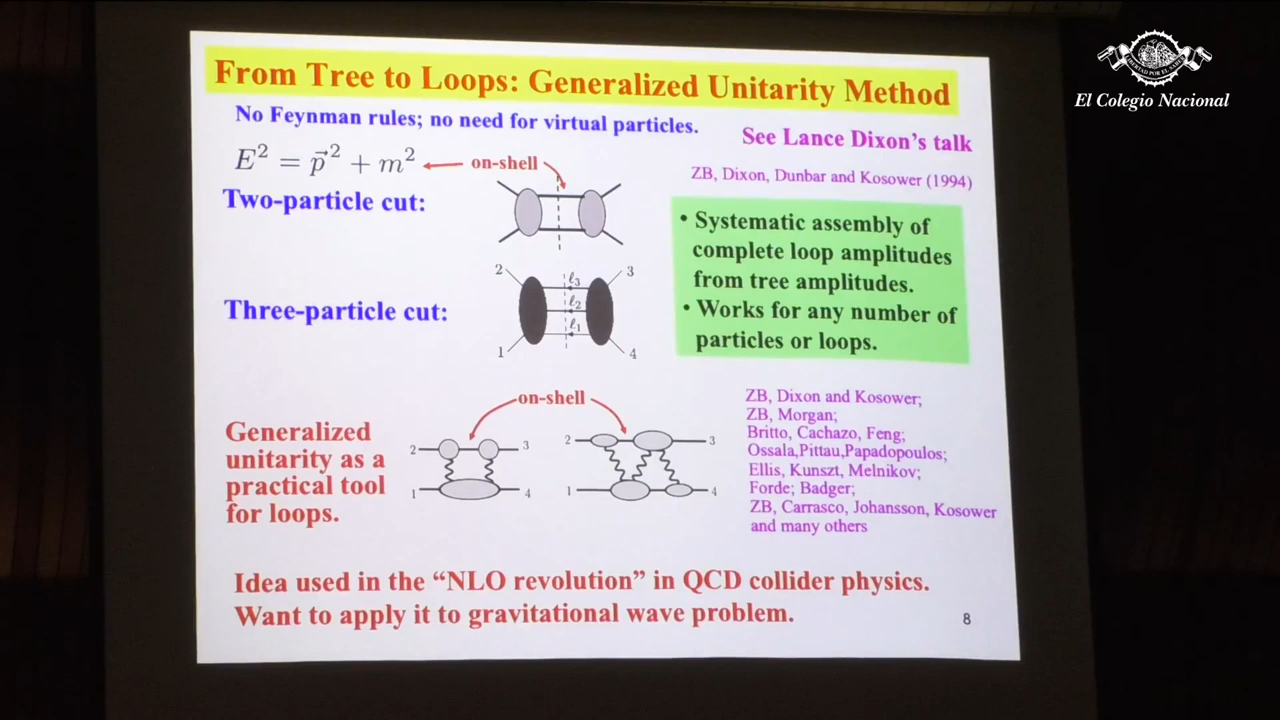 From Tree to Loops: Generalized Unitarity Method
No Feynman rules; no need for virtual particles.
See Lance Dixon's talk
E² = p⃗ ² + m²
on-shell
ZB, Dixon, Dunbar and Kosower (1994)
Two-particle cut:
• Systematic assembly of
complete loop amplitudes
from tree amplitudes.
• Works for any number of
particles or loops.
Three-particle cut:
2
3
ℓ3
ℓ2
ℓ1
1
4
on-shell
Generalized
unitarity as a
practical tool
for loops.
2
3
1
4
2
3
1
4
ZB, Dixon and Kosower;
ZB, Morgan;
Britto, Cachazo, Feng;
Ossala,Pittau,Papadopoulos;
Ellis, Kunszt, Melnikov;
Forde; Badger;
ZB, Carrasco, Johansson, Kosower
and many others
Idea used in the “NLO revolution” in QCD collider physics.
Want to apply it to gravitational wave problem.
8
El Colegio Nacional